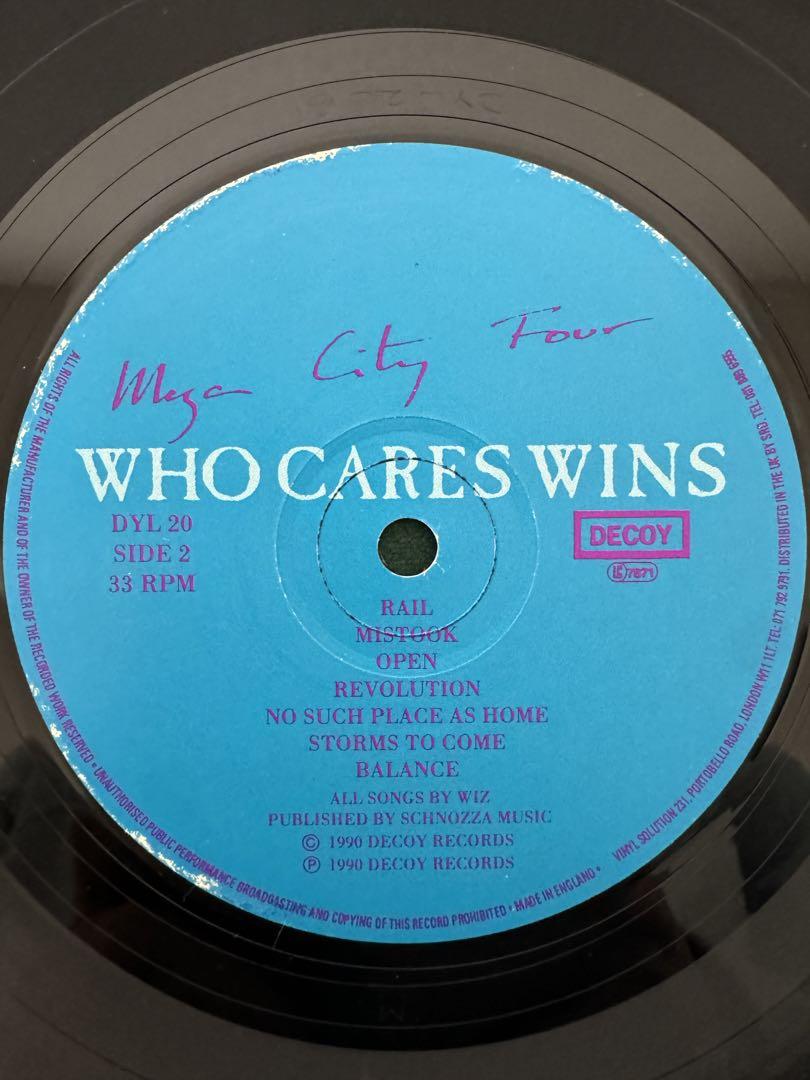 Mega City Four
WHO CARES WINS
DYL 20
SIDE 2
33 RPM
DECOY
LC 7871
RAIL
MISTOOK
OPEN
REVOLUTION
NO SUCH PLACE AS HOME
STORMS TO COME
BALANCE
ALL SONGS BY WIZ
PUBLISHED BY SCHNOZZA MUSIC
© 1990 DECOY RECORDS
℗ 1990 DECOY RECORDS
ALL RIGHTS OF THE MANUFACTURER AND OF THE OWNER OF THE RECORDED WORK RESERVED • UNAUTHORISED PUBLIC PERFORMANCE BROADCASTING AND COPYING OF THIS RECORD PROHIBITED • MADE IN ENGLAND •
VINYL SOLUTION 231, PORTOBELLO ROAD, LONDON W11 1LT. TEL: 071 792 9791. DISTRIBUTED IN THE UK BY SRD. TEL: